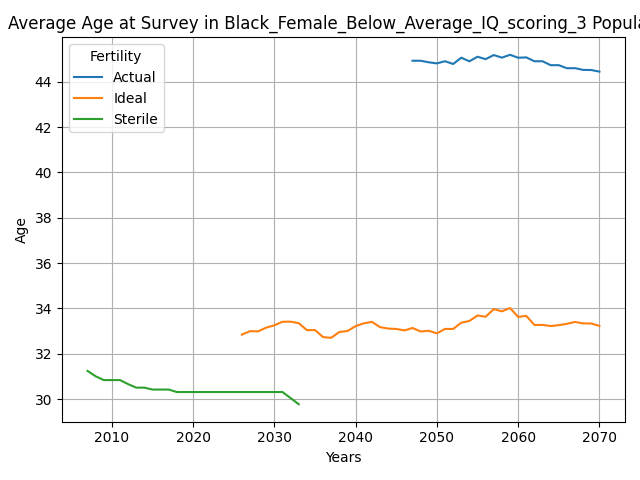 Average Age at Survey in Black_Female_Below_Average_IQ_scoring_3 Popula
Fertility
Actual
Ideal
Sterile
Age
44
42
40
38
36
34
32
30
2010 2020 2030 2040 2050 2060 2070
Years